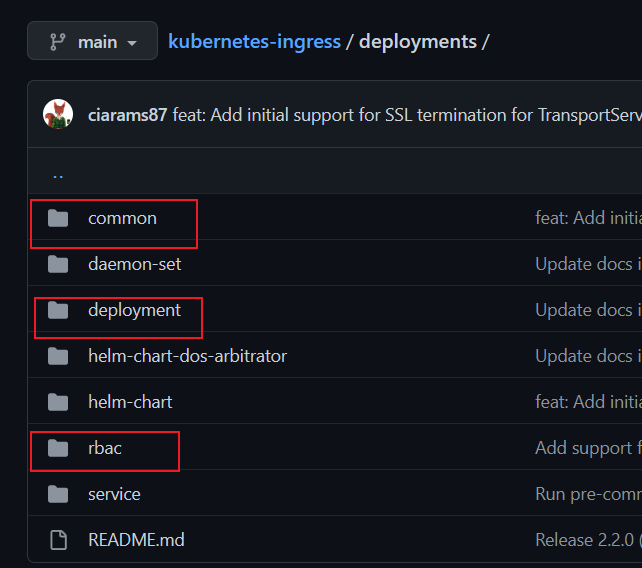 main
kubernetes-ingress / deployments /
ciarams87 feat: Add initial support for SSL termination for TransportServ
..
common feat: Add initi
daemon-set Update docs i
deployment Update docs i
helm-chart-dos-arbitrator Update docs i
helm-chart feat: Add initi
rbac Add support f
service Run pre-comm
README.md Release 2.2.0 (